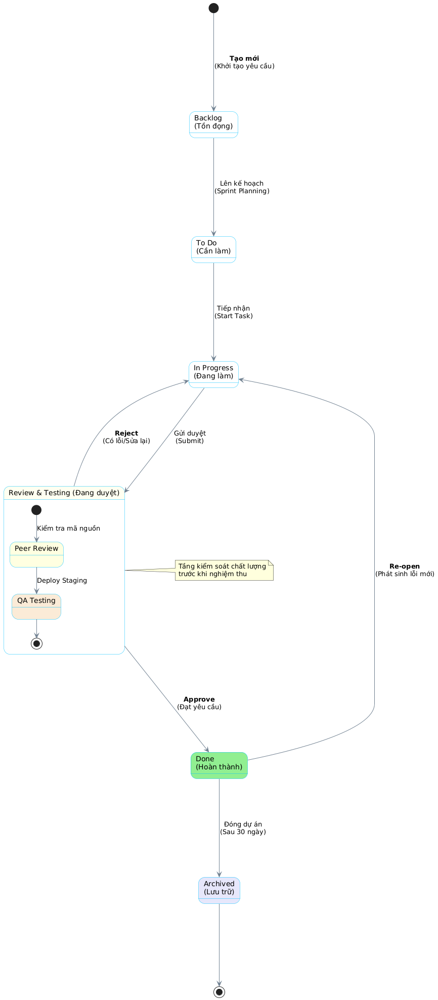 Tạo mới
(Khởi tạo yêu cầu)
Backlog
(Tồn đọng)
Lên kế hoạch
(Sprint Planning)
To Do
(Cần làm)
Tiếp nhận
(Start Task)
In Progress
(Đang làm)
Reject
(Có lỗi/Sửa lại)
Gửi duyệt
(Submit)
Review & Testing (Đang duyệt)
Kiểm tra mã nguồn
Peer Review
Deploy Staging
QA Testing
Tầng kiểm soát chất lượng
trước khi nghiệm thu
Re-open
(Phát sinh lỗi mới)
Approve
(Đạt yêu cầu)
Done
(Hoàn thành)
Đóng dự án
(Sau 30 ngày)
Archived
(Lưu trữ)